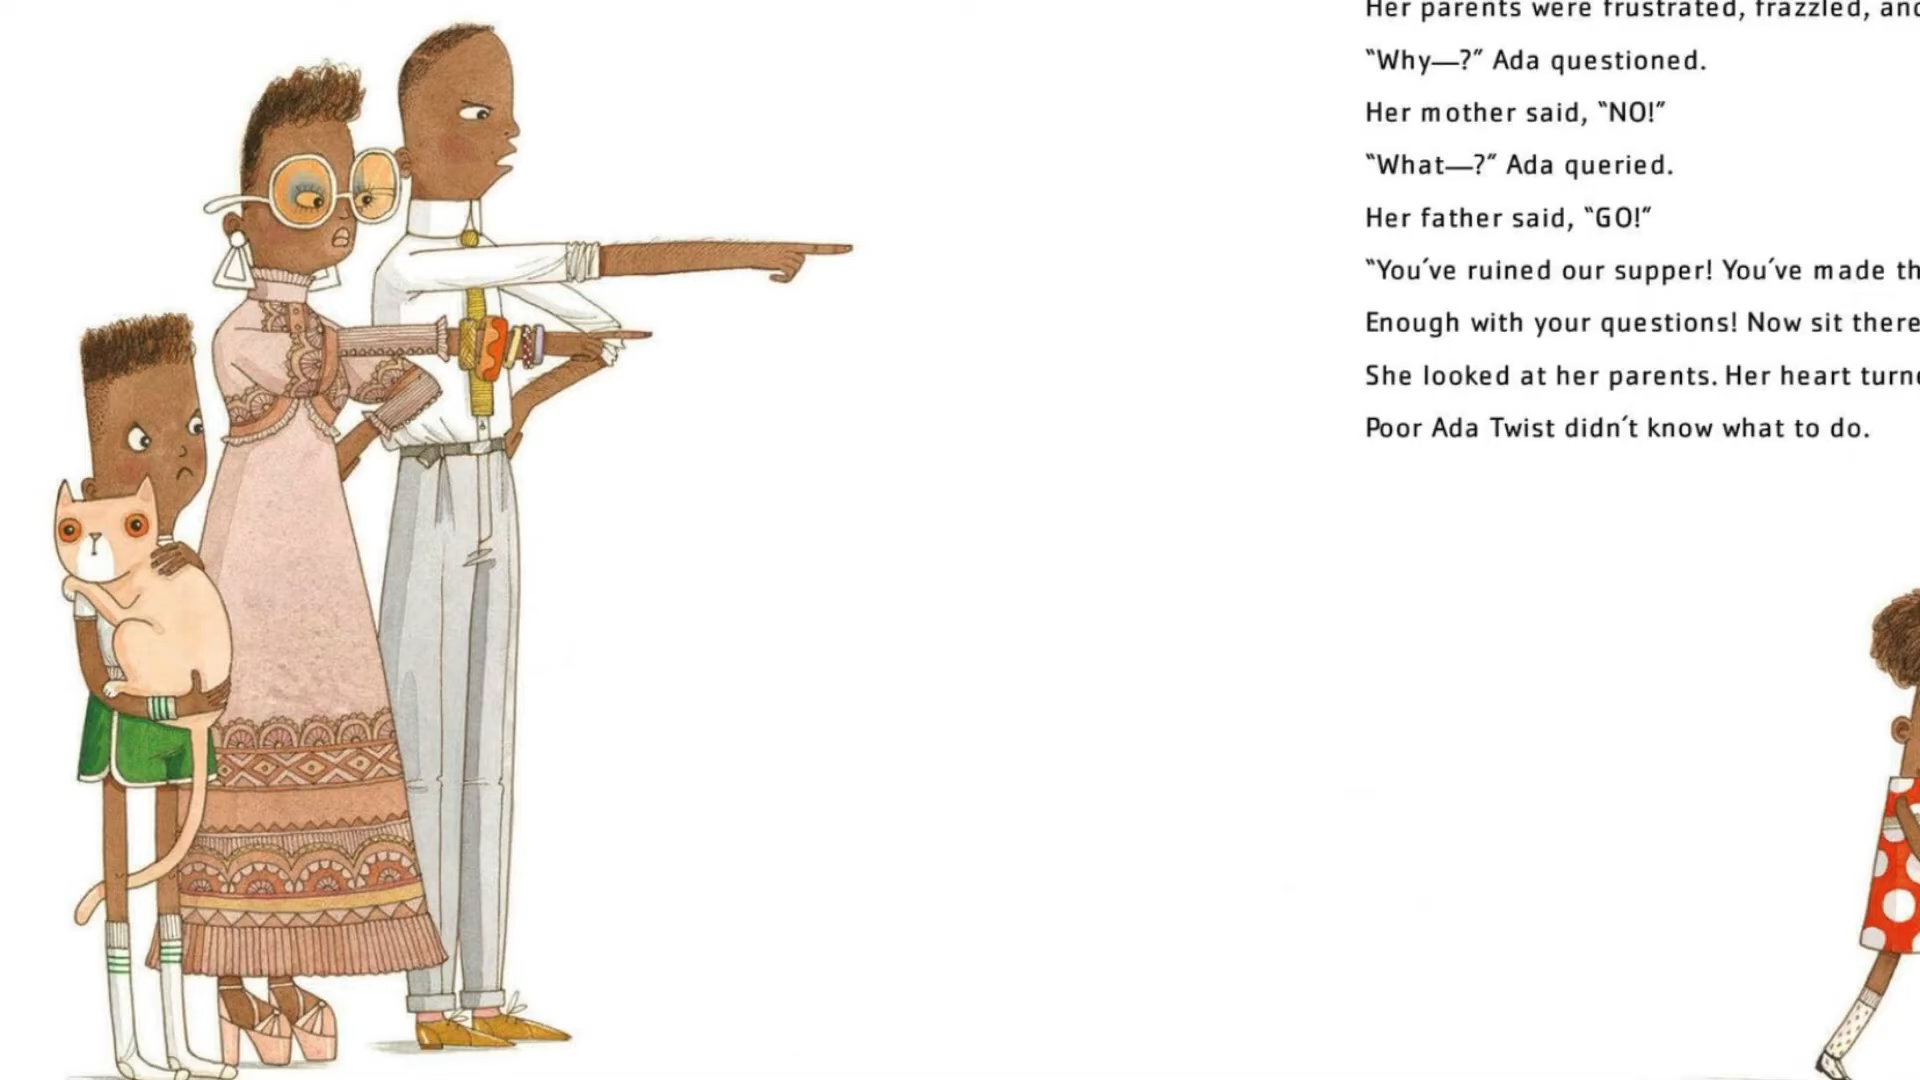 Her parents were frustrated, frazzled, and
“Why—?” Ada questioned.
Her mother said, “NO!”
“What—?” Ada queried.
Her father said, “GO!”
“You’ve ruined our supper! You’ve made th
Enough with your questions! Now sit there
She looked at her parents. Her heart turne
Poor Ada Twist didn’t know what to do.